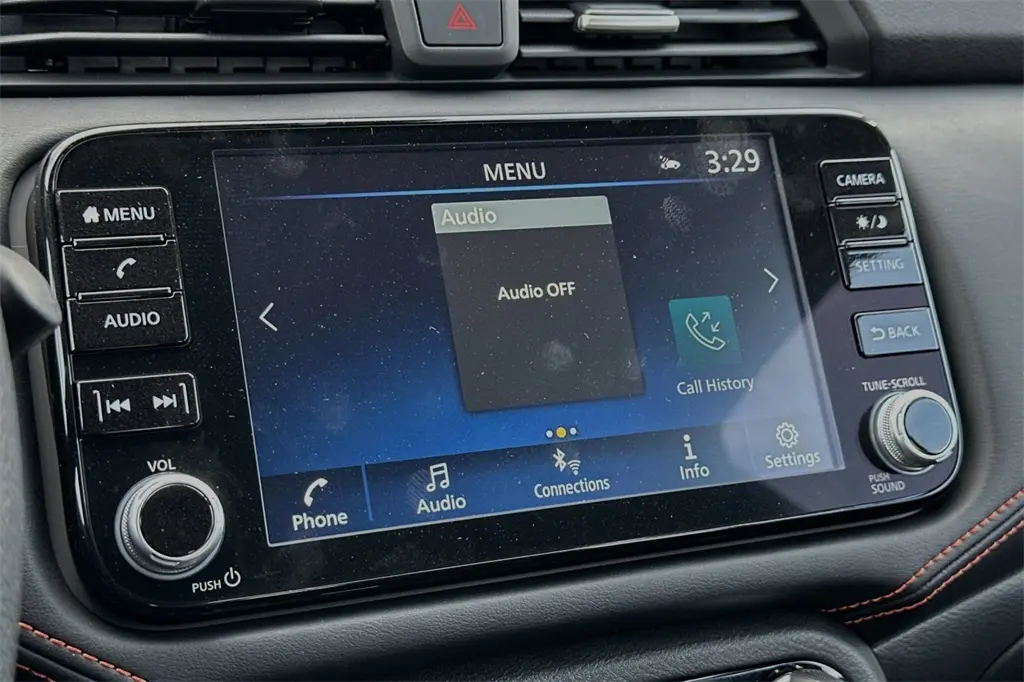 MENU
AUDIO
VOL
PUSH
MENU
3:29
Audio
Audio OFF
Call History
Phone
Audio
Connections
Info
Settings
CAMERA
SETTING
BACK
TUNE-SCROLL
PUSH
SOUND